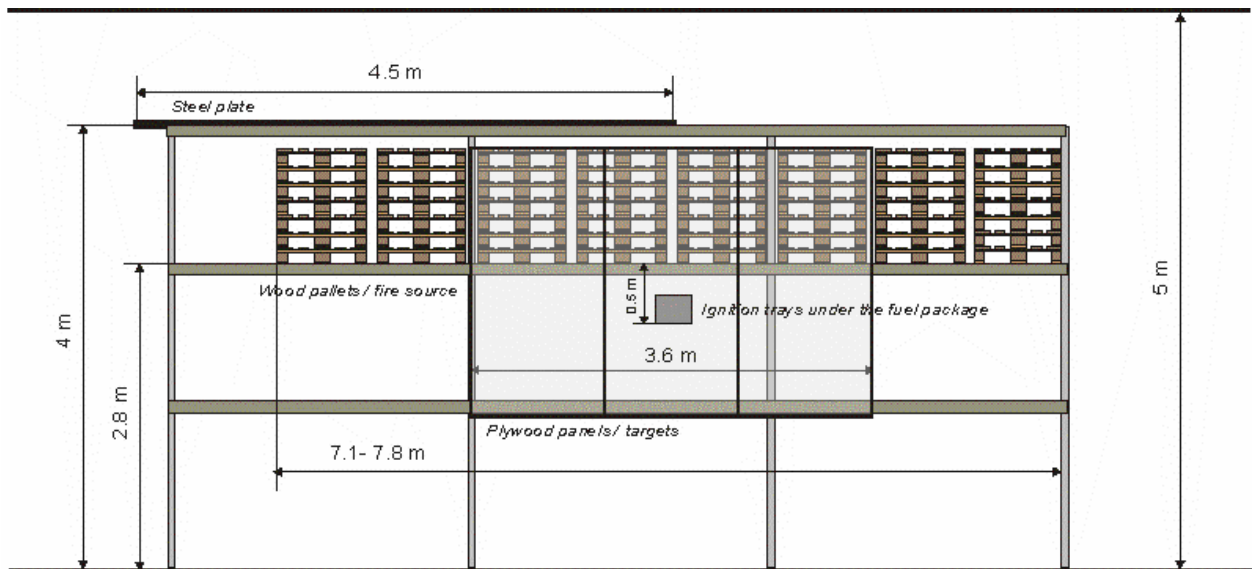 4.5 m
Steel plate
Wood pallets/ fire source
0.5 m
Ignition trays under the fuel package
5 m
4 m
3.6 m
2.8 m
Plywood panels/ targets
7.1- 7.8 m